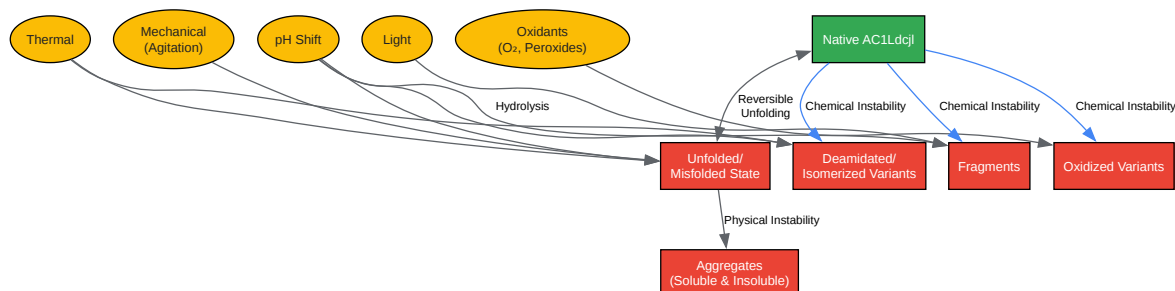 Thermal
Mechanical
(Agitation)
pH Shift
Light
Oxidants
(O₂, Peroxides)
Native AC1Ldcjl
Hydrolysis
Reversible
Unfolding
Chemical Instability
Chemical Instability
Chemical Instability
Unfolded/
Misfolded State
Deamidated/
Isomerized Variants
Fragments
Oxidized Variants
Physical Instability
Aggregates
(Soluble & Insoluble)